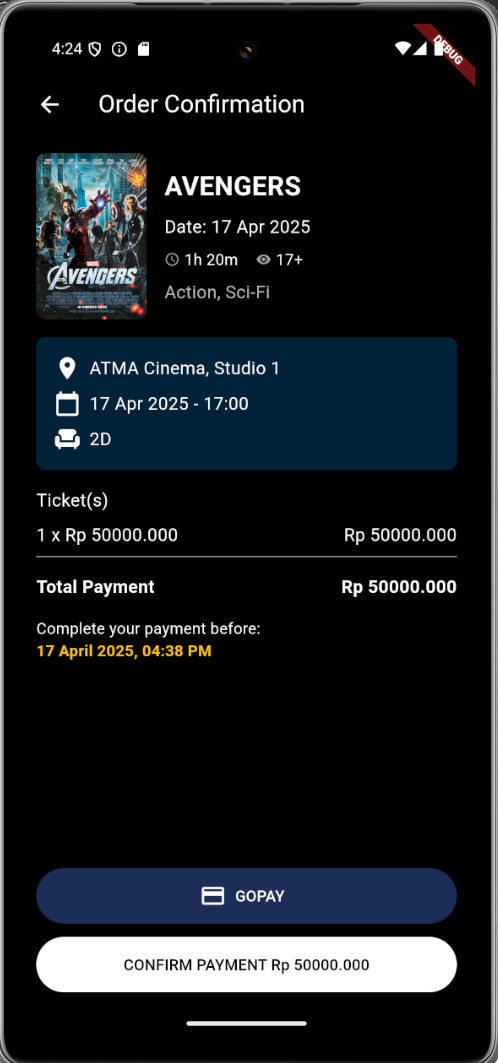 4:24
DEBUG
Order Confirmation
MARVEL
AVENGERS
AVENGERS
Date: 17 Apr 2025
1h 20m 17+
Action, Sci-Fi
ATMA Cinema, Studio 1
17 Apr 2025 - 17:00
2D
Ticket(s)
1 x Rp 50000.000 Rp 50000.000
Total Payment Rp 50000.000
Complete your payment before:
17 April 2025, 04:38 PM
GOPAY
CONFIRM PAYMENT Rp 50000.000